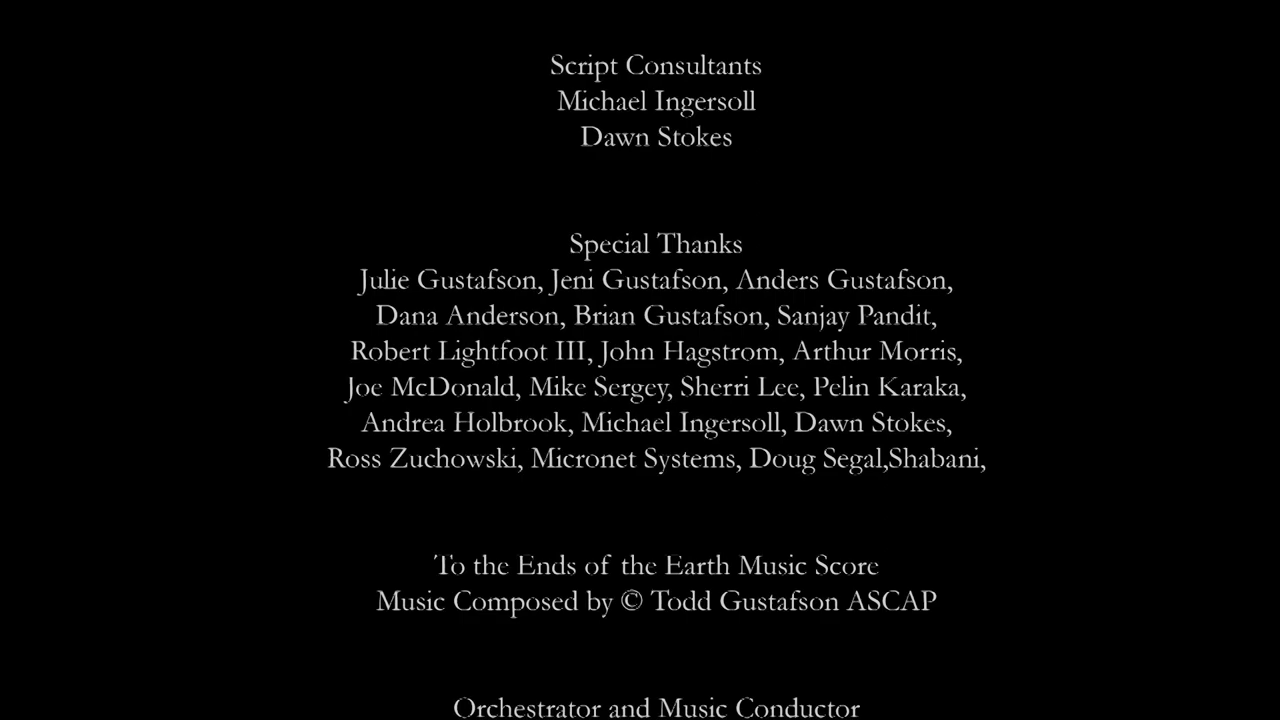 Script Consultants
Michael Ingersoll
Dawn Stokes
Special Thanks
Julie Gustafson, Jeni Gustafson, Anders Gustafson,
Dana Anderson, Brian Gustafson, Sanjay Pandit,
Robert Lightfoot III, John Hagstrom, Arthur Morris,
Joe McDonald, Mike Sergey, Sherri Lee, Pelin Karaka,
Andrea Holbrook, Michael Ingersoll, Dawn Stokes,
Ross Zuchowski, Micronet Systems, Doug Segal,Shabani,
To the Ends of the Earth Music Score
Music Composed by © Todd Gustafson ASCAP
Orchestrator and Music Conductor